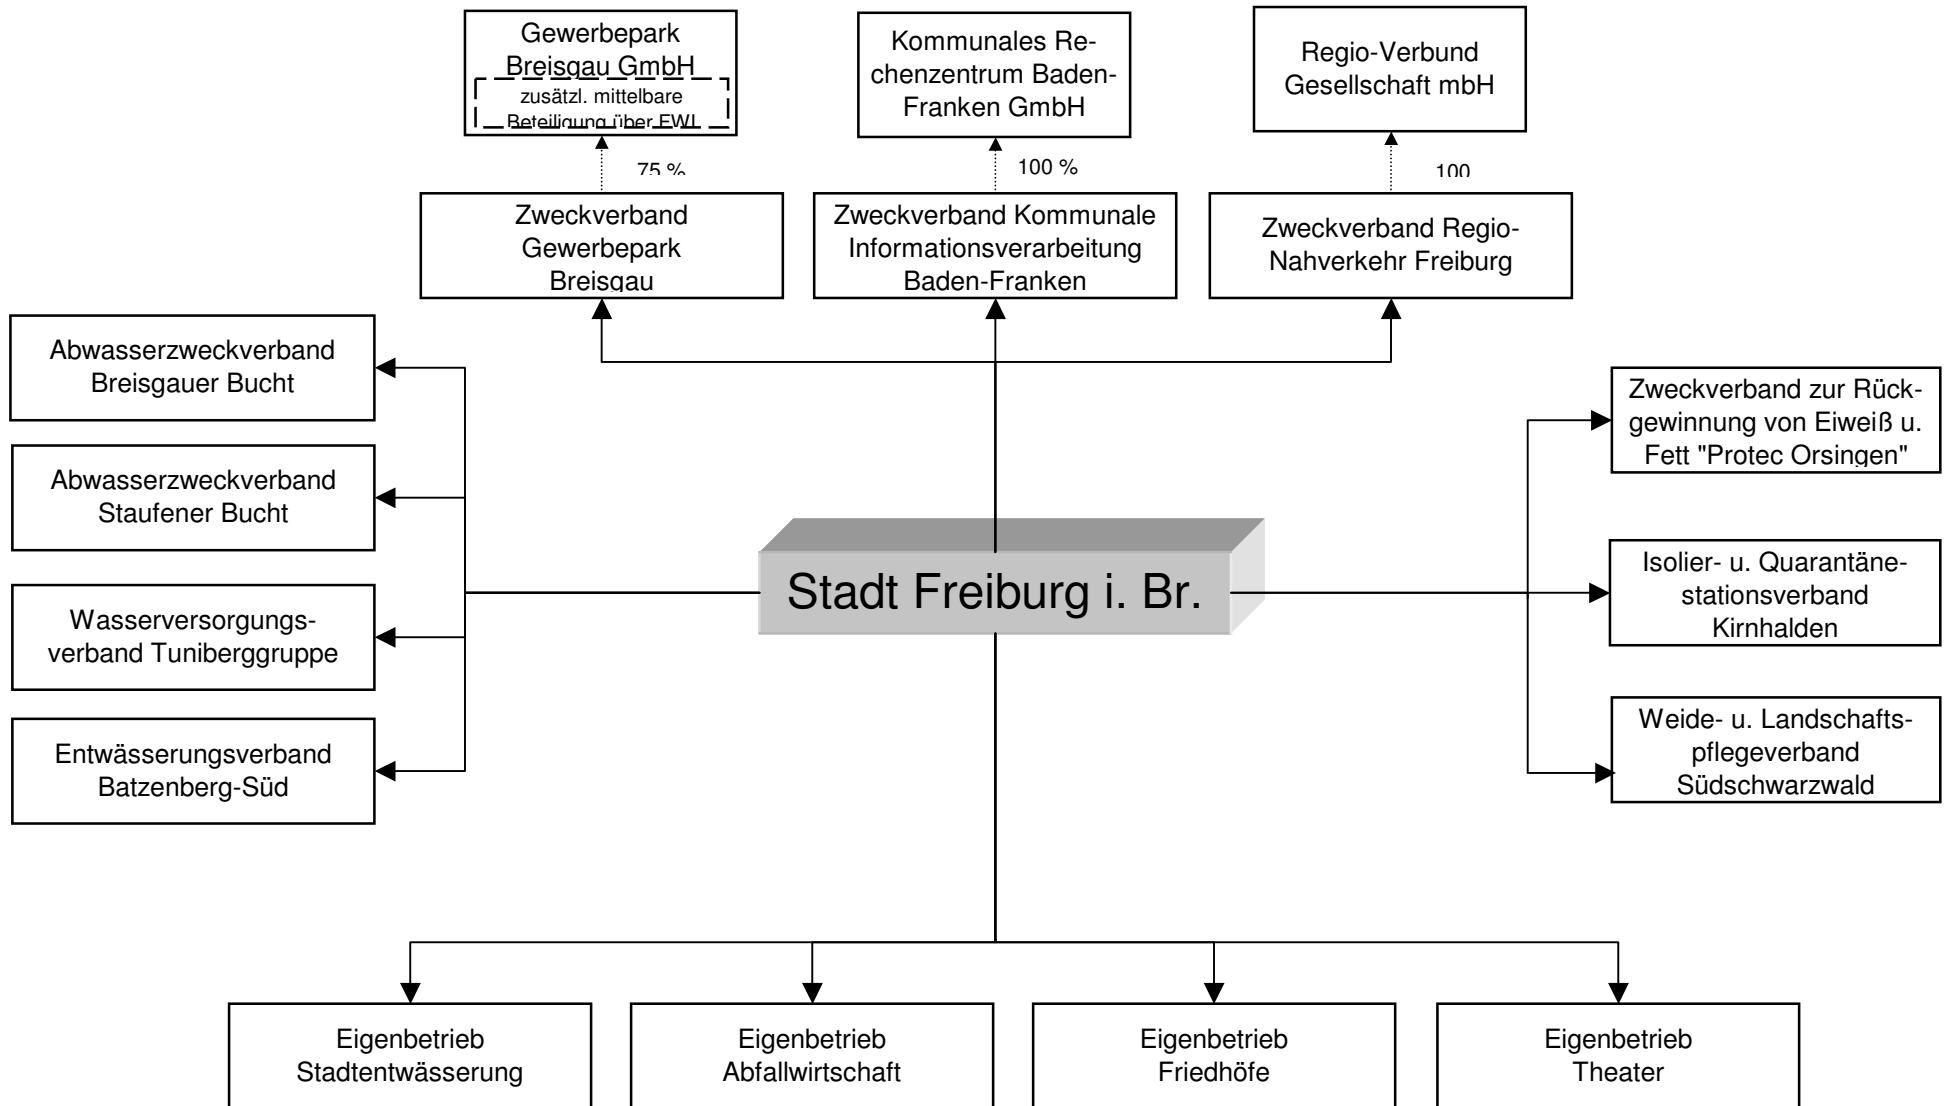 Gewerbepark
Breisgau GmbH
zusätzl. mittelbare
Beteiligung über FWI
Kommunales Re-
chenzentrum Baden-
Franken GmbH
Regio-Verbund
Gesellschaft mbH
75 %
100 %
100
Zweckverband
Gewerbepark
Breisgau
Zweckverband Kommunale
Informationsverarbeitung
Baden-Franken
Zweckverband Regio-
Nahverkehr Freiburg
Abwasserzweckverband
Breisgauer Bucht
Abwasserzweckverband
Staufener Bucht
Wasserversorgungs-
verband Tuniberggruppe
Entwässerungsverband
Batzenberg-Süd
Stadt Freiburg i. Br.
Zweckverband zur Rück-
gewinnung von Eiweiß u.
Fett "Protec Orsingen"
Isolier- u. Quarantäne-
stationsverband
Kirnhalden
Weide- u. Landschafts-
pflegeverband
Südschwarzwald
Eigenbetrieb
Stadtentwässerung
Eigenbetrieb
Abfallwirtschaft
Eigenbetrieb
Friedhöfe
Eigenbetrieb
Theater